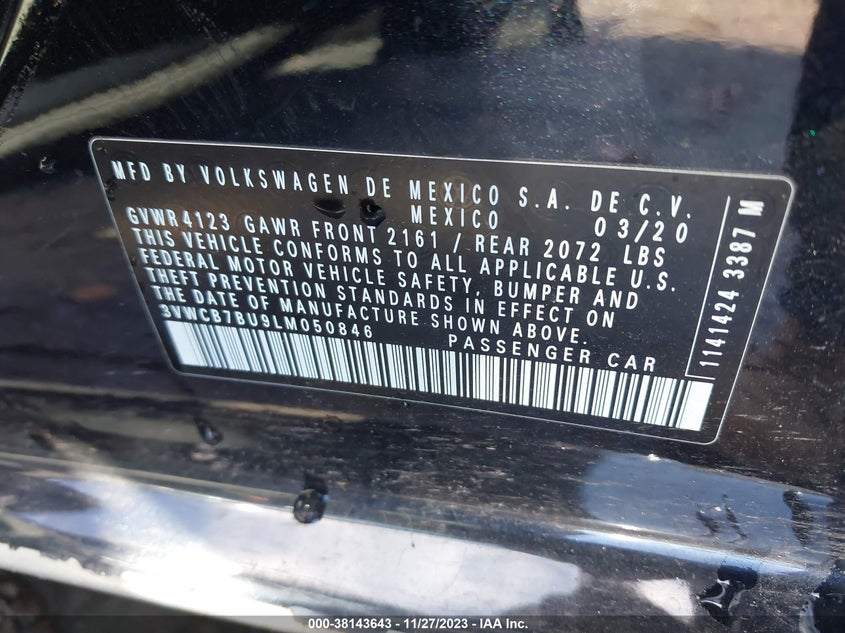 MFD BY VOLKSWAGEN DE MEXICO S.A. DE C.V.
MEXICO 03/20
GVWR 4123 GAWR FRONT 2161 / REAR 2072 LBS
THIS VEHICLE CONFORMS TO ALL APPLICABLE U.S.
FEDERAL MOTOR VEHICLE SAFETY, BUMPER AND
THEFT PREVENTION STANDARDS IN EFFECT ON
THE DATE OF MANUFACTURE SHOWN ABOVE.
3VWCB7BU9LM050846
PASSENGER CAR
1141424 3387 M
000-38143643 - 11/27/2023 - IAA Inc.